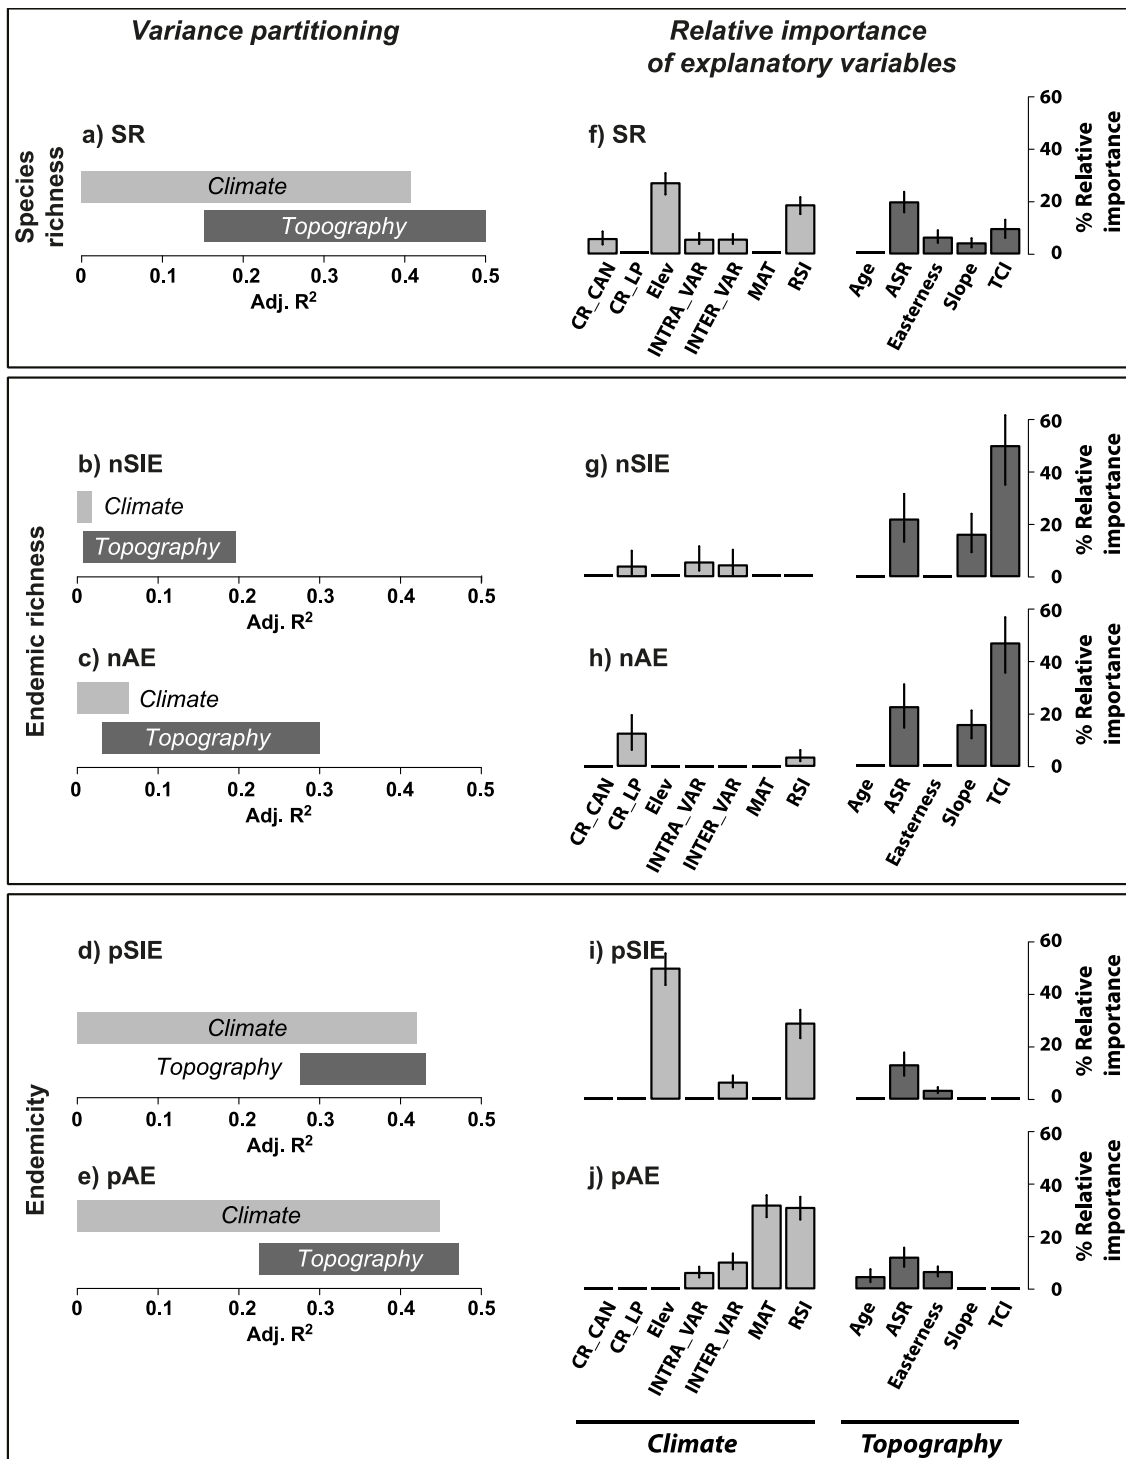 Variance partitioning
Relative importance
of explanatory variables
Species
richness
a) SR
Climate
Topography
0 0.1 0.2 0.3 0.4 0.5
Adj. R²
f) SR
60
40
20
0
% Relative
importance
CR_CAN CR_LP Elev INTRA_VAR INTER_VAR MAT RSI Age ASR Easterness Slope TCI
Endemic richness
b) nSIE
Climate
Topography
0 0.1 0.2 0.3 0.4 0.5
Adj. R²
g) nSIE
60
40
20
0
% Relative
importance
c) nAE
Climate
Topography
0 0.1 0.2 0.3 0.4 0.5
Adj. R²
h) nAE
60
40
20
0
% Relative
importance
CR_CAN CR_LP Elev INTRA_VAR INTER_VAR MAT RSI Age ASR Easterness Slope TCI
Endemicity
d) pSIE
Climate
Topography
0 0.1 0.2 0.3 0.4 0.5
Adj. R²
i) pSIE
60
40
20
0
% Relative
importance
e) pAE
Climate
Topography
0 0.1 0.2 0.3 0.4 0.5
Adj. R²
j) pAE
60
40
20
0
% Relative
importance
CR_CAN CR_LP Elev INTRA_VAR INTER_VAR MAT RSI Age ASR Easterness Slope TCI
Climate
Topography